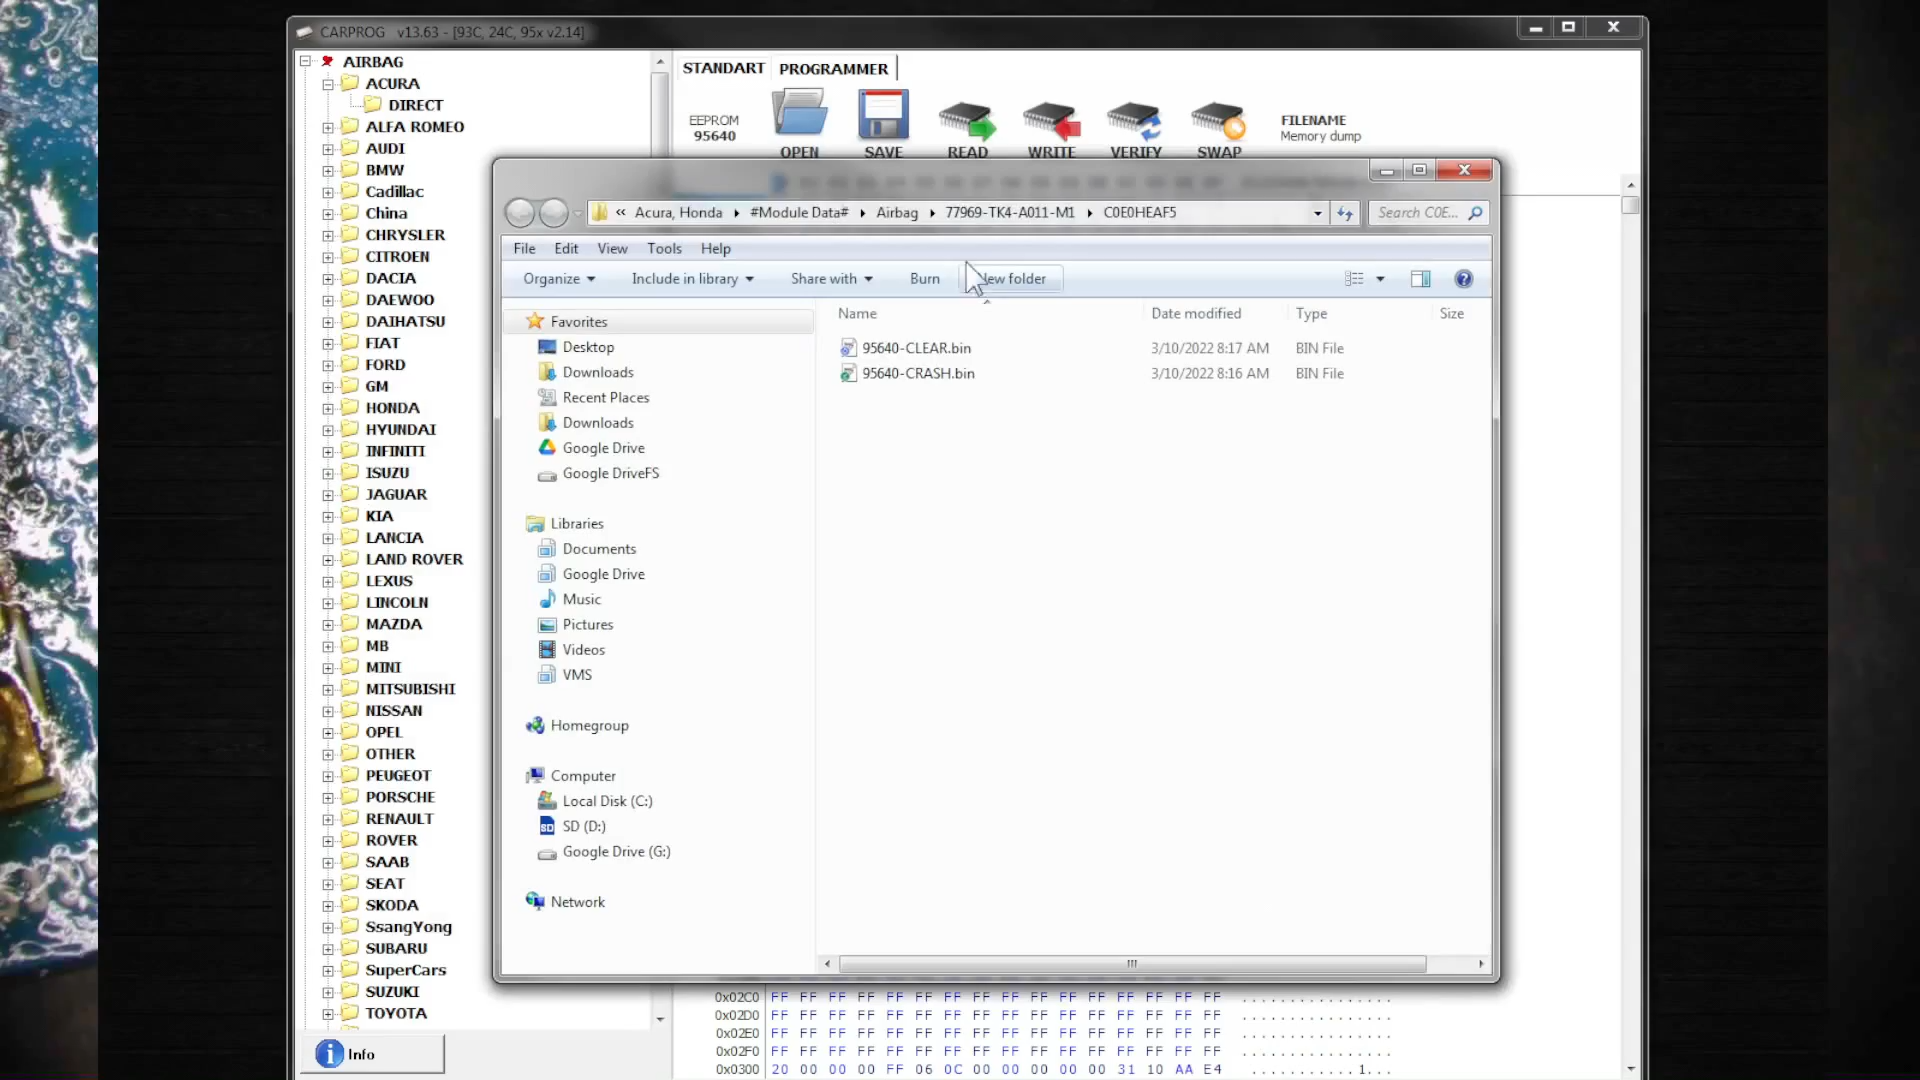 CARPROG v13.63 - [93C, 24C, 95x v2.14]
AIRBAG
ACURA
DIRECT
ALFA ROMEO
AUDI
BMW
Cadillac
China
CHRYSLER
CITROEN
DACIA
DAEWOO
DAIHATSU
FIAT
FORD
GM
HONDA
HYUNDAI
INFINITI
ISUZU
JAGUAR
KIA
LANCIA
LAND ROVER
LEXUS
LINCOLN
MAZDA
MB
MINI
MITSUBISHI
NISSAN
OPEL
OTHER
PEUGEOT
PORSCHE
RENAULT
ROVER
SAAB
SEAT
SKODA
SsangYong
SUBARU
SuperCars
SUZUKI
TOYOTA
Info
STANDART PROGRAMMER
EEPROM
95640
OPEN SAVE READ WRITE VERIFY SWAP
FILENAME
Memory dump
« Acura, Honda ▸ #Module Data# ▸ Airbag ▸ 77969-TK4-A011-M1 ▸ C0E0HEAF5
Search C0E...
File Edit View Tools Help
Organize Include in library Share with Burn New folder
Name Date modified Type Size
95640-CLEAR.bin 3/10/2022 8:17 AM BIN File
95640-CRASH.bin 3/10/2022 8:16 AM BIN File
Favorites
Desktop
Downloads
Recent Places
Downloads
Google Drive
Google DriveFS
Libraries
Documents
Google Drive
Music
Pictures
Videos
VMS
Homegroup
Computer
Local Disk (C:)
SD (D:)
Google Drive (G:)
Network
0x02C0 FF FF FF FF FF FF FF FF FF FF FF FF FF FF FF FF ................
0x02D0 FF FF FF FF FF FF FF FF FF FF FF FF FF FF FF FF ................
0x02E0 FF FF FF FF FF FF FF FF FF FF FF FF FF FF FF FF ................
0x02F0 FF FF FF FF FF FF FF FF FF FF FF FF FF FF FF FF ................
0x0300 20 00 00 00 FF 06 0C 00 00 00 00 00 31 10 AA E4 ...........1...